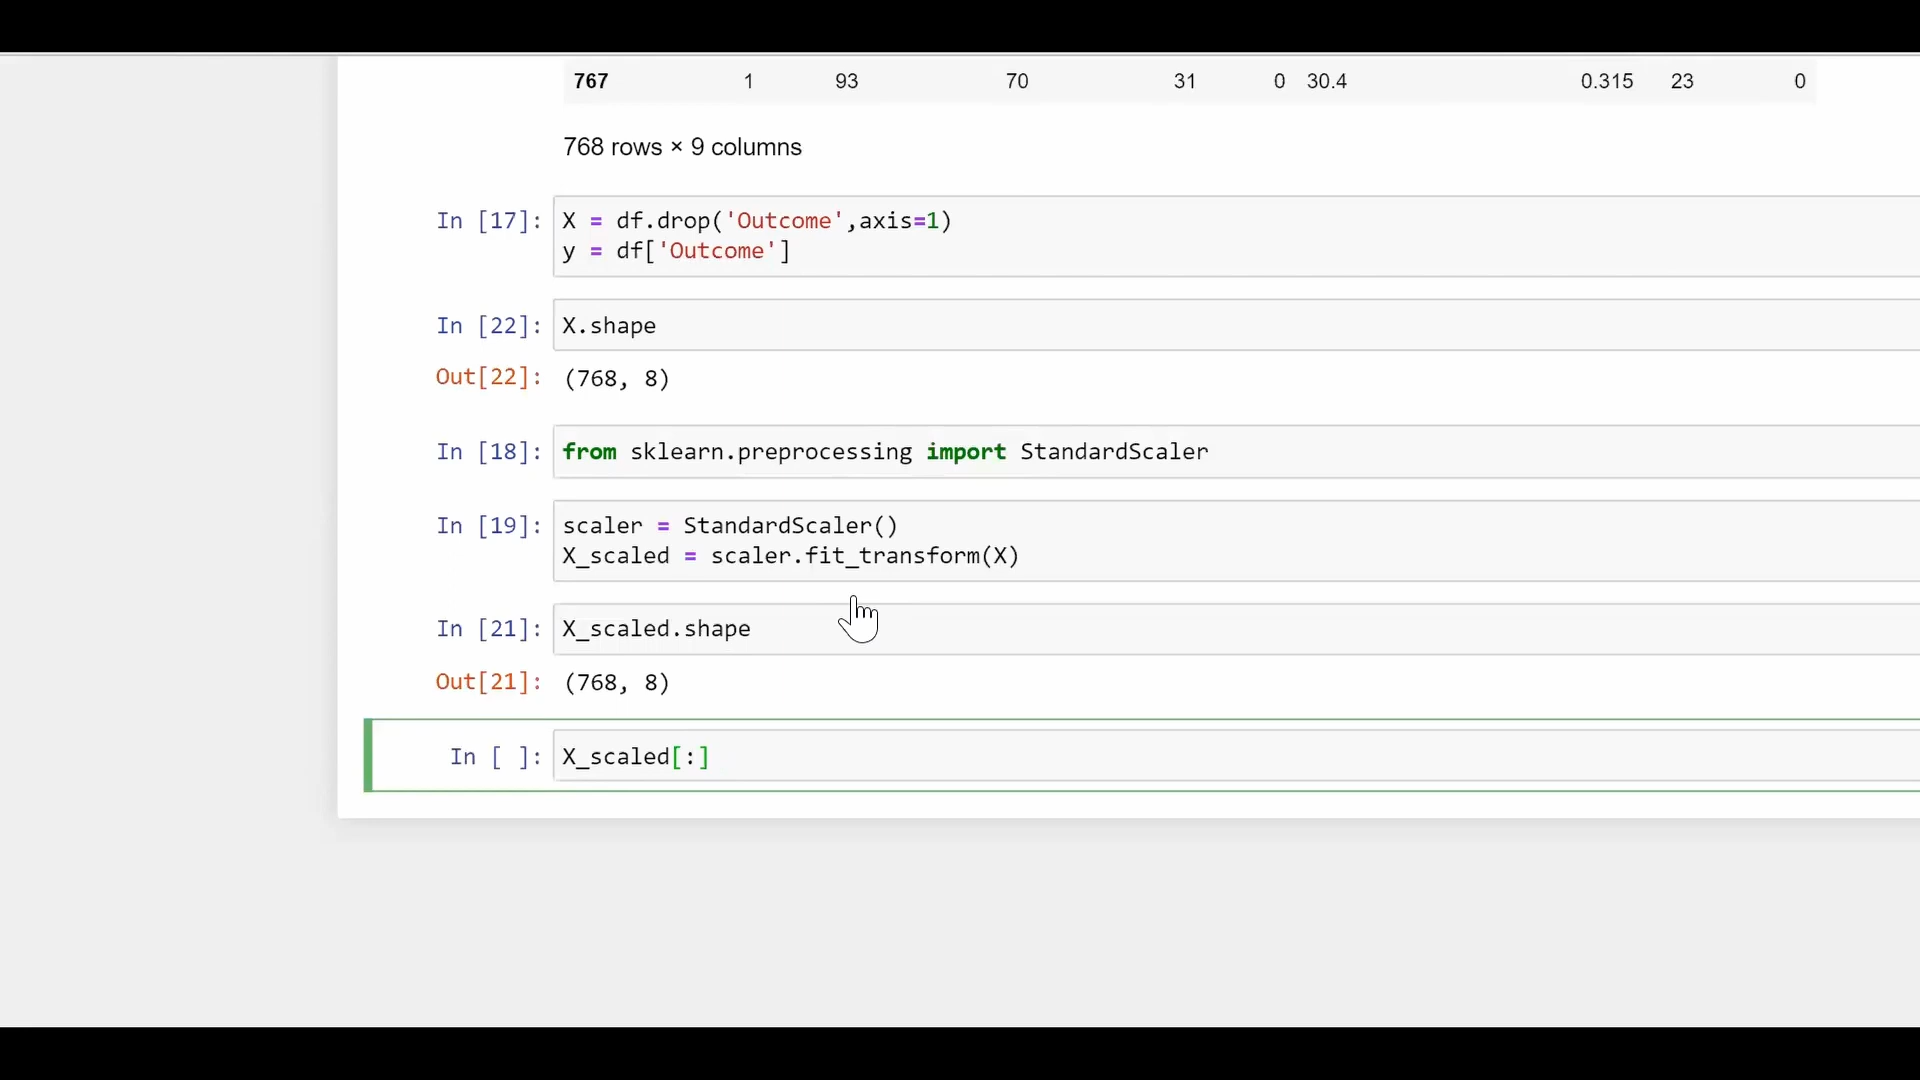 767 1 93 70 31 0 30.4 0.315 23 0
768 rows × 9 columns
In [17]: X = df.drop('Outcome',axis=1)
y = df['Outcome']
In [22]: X.shape
Out[22]: (768, 8)
In [18]: from sklearn.preprocessing import StandardScaler
In [19]: scaler = StandardScaler()
X_scaled = scaler.fit_transform(X)
In [21]: X_scaled.shape
Out[21]: (768, 8)
In [ ]: X_scaled[:]